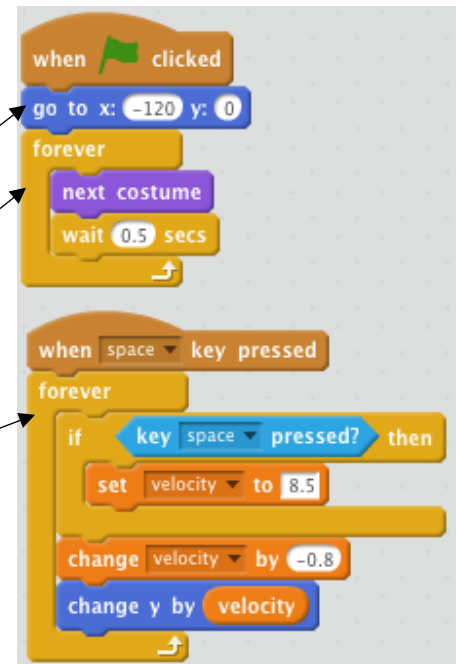 when clicked
go to x: -120 y: 0
forever
next costume
wait 0.5 secs
when space key pressed
forever
if key space pressed? then
set velocity to 8.5
change velocity by -0.8
change y by velocity